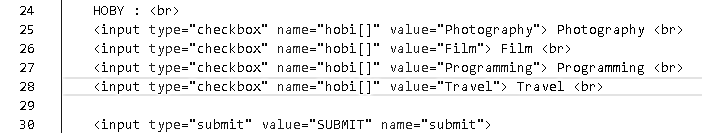 24 HOBY : <br>
25 <input type="checkbox" name="hobi[]" value="Photography"> Photography <br>
26 <input type="checkbox" name="hobi[]" value="Film"> Film <br>
27 <input type="checkbox" name="hobi[]" value="Programming"> Programming <br>
28 <input type="checkbox" name="hobi[]" value="Travel"> Travel <br>
29
30 <input type="submit" value="SUBMIT" name="submit">